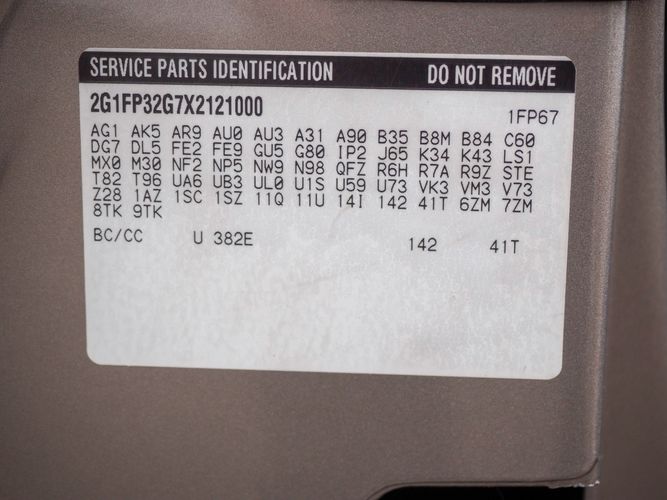 SERVICE PARTS IDENTIFICATION DO NOT REMOVE
2G1FP32G7X2121000 1FP67
AG1 AK5 AR9 AU0 AU3 A31 A90 B35 B8M B84 C60
DG7 DL5 FE2 FE9 GU5 G80 IP2 J65 K34 K43 LS1
MX0 M30 NF2 NP5 NW9 N98 QFZ R6H R7A R9Z STE
T82 T96 UA6 UB3 UL0 U1S U59 U73 VK3 VM3 V73
Z28 1AZ 1SC 1SZ 11Q 11U 14I 142 41T 6ZM 7ZM
8TK 9TK
BC/CC U 382E 142 41T